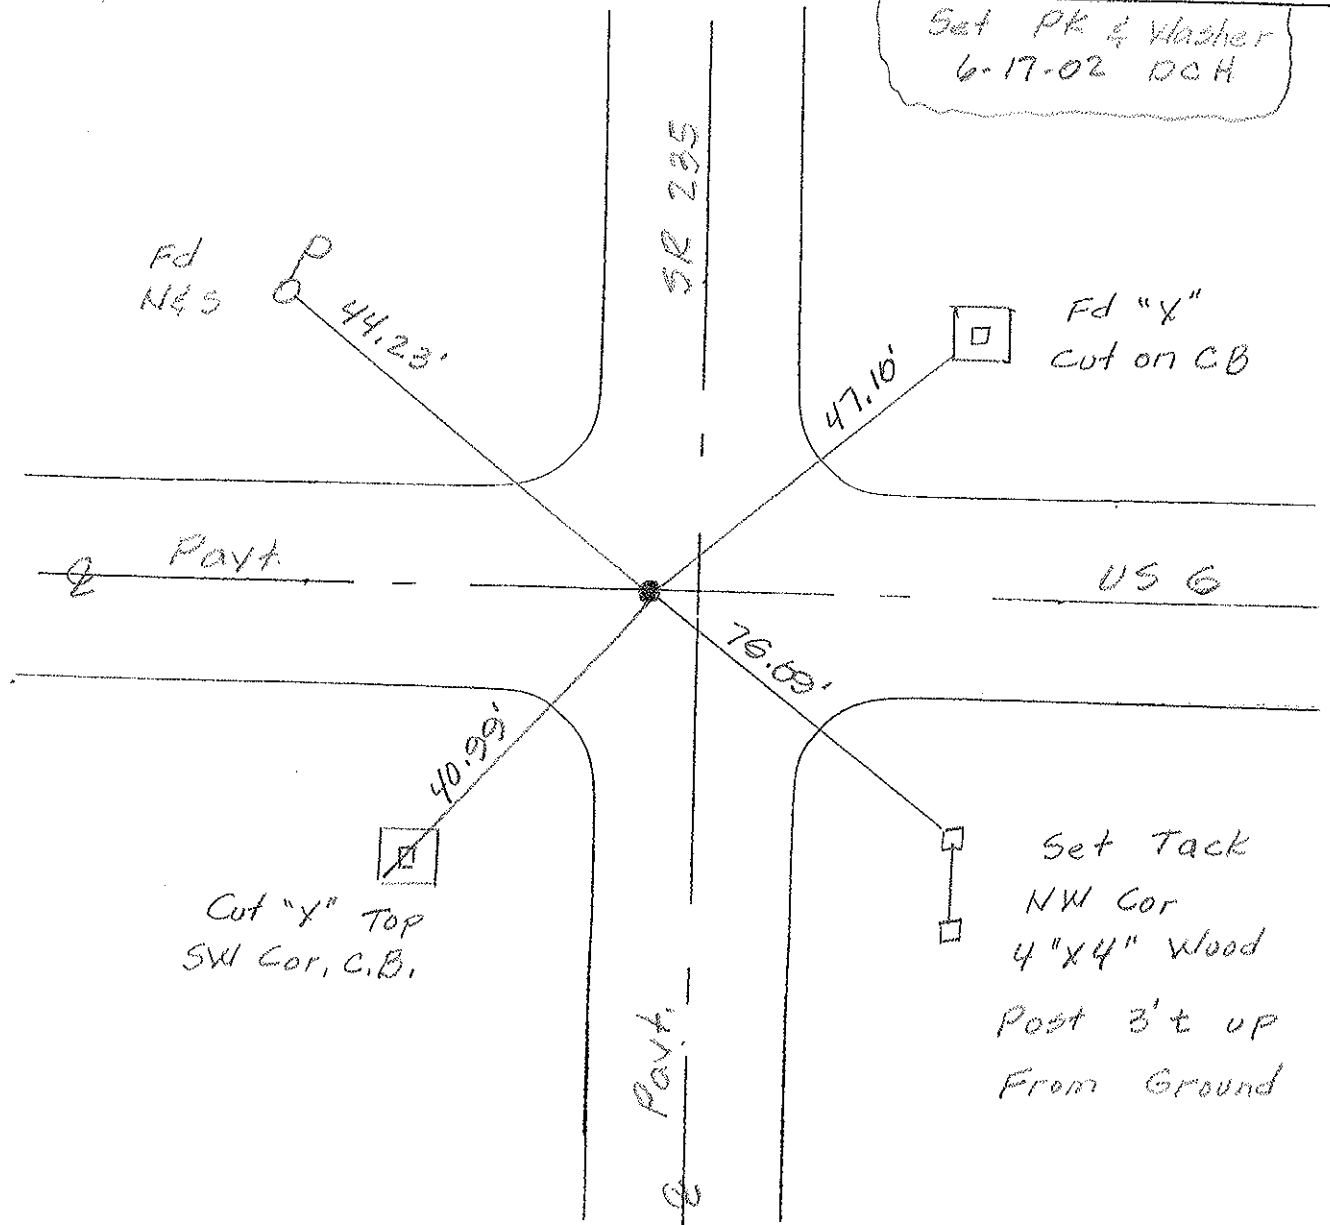 Set PK & Washer
6-17-02 DCH
SR 235
Fd
N&S
P
44.23'
Fd "X"
Cut on CB
47.10'
℄ Pavt.
US 6
76.69'
40.99'
Cut "X" Top
SW Cor, C.B.
Set Tack
NW Cor
4"x4" Wood
Post 3'± up
From Ground
℄ Pavt.